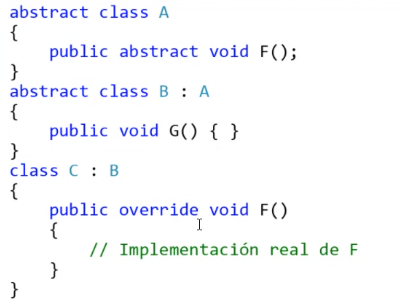 abstract class A
{
    public abstract void F();
}
abstract class B : A
{
    public void G() { }
}
class C : B
{
    public override void F()
    {
        // Implementación real de F
    }
}